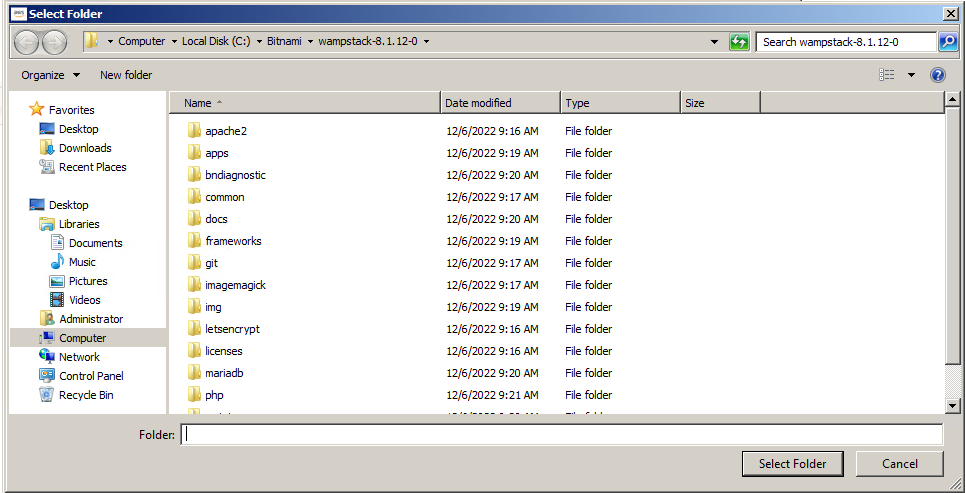 Select Folder
Computer Local Disk (C:) Bitnami wampstack-8.1.12-0 Search wampstack-8.1.12-0
Organize New folder
Favorites
Desktop
Downloads
Recent Places
Desktop
Libraries
Documents
Music
Pictures
Videos
Administrator
Computer
Network
Control Panel
Recycle Bin
Name Date modified Type Size
apache2 12/6/2022 9:16 AM File folder
apps 12/6/2022 9:19 AM File folder
bndiagnostic 12/6/2022 9:20 AM File folder
common 12/6/2022 9:17 AM File folder
docs 12/6/2022 9:20 AM File folder
frameworks 12/6/2022 9:19 AM File folder
git 12/6/2022 9:17 AM File folder
imagemagick 12/6/2022 9:17 AM File folder
img 12/6/2022 9:19 AM File folder
letsencrypt 12/6/2022 9:16 AM File folder
licenses 12/6/2022 9:16 AM File folder
mariadb 12/6/2022 9:20 AM File folder
php 12/6/2022 9:21 AM File folder
Folder:
Select Folder Cancel